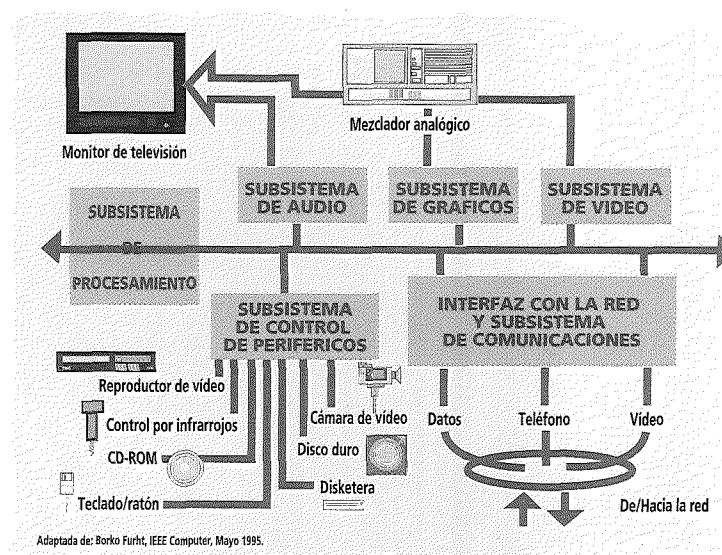 Mezclador analógico
Monitor de televisión
SUBSISTEMA
DE AUDIO
SUBSISTEMA
DE GRAFICOS
SUBSISTEMA
DE VIDEO
SUBSISTEMA
DE
PROCESAMIENTO
SUBSISTEMA
DE CONTROL
DE PERIFERICOS
INTERFAZ CON LA RED
Y SUBSISTEMA
DE COMUNICACIONES
Reproductor de vídeo
Control por infrarrojos
CD-ROM
Teclado/ratón
Cámara de vídeo
Disco duro
Disketera
Datos
Teléfono
Vídeo
De/Hacia la red
Adaptada de: Borko Furht, IEEE Computer, Mayo 1995.